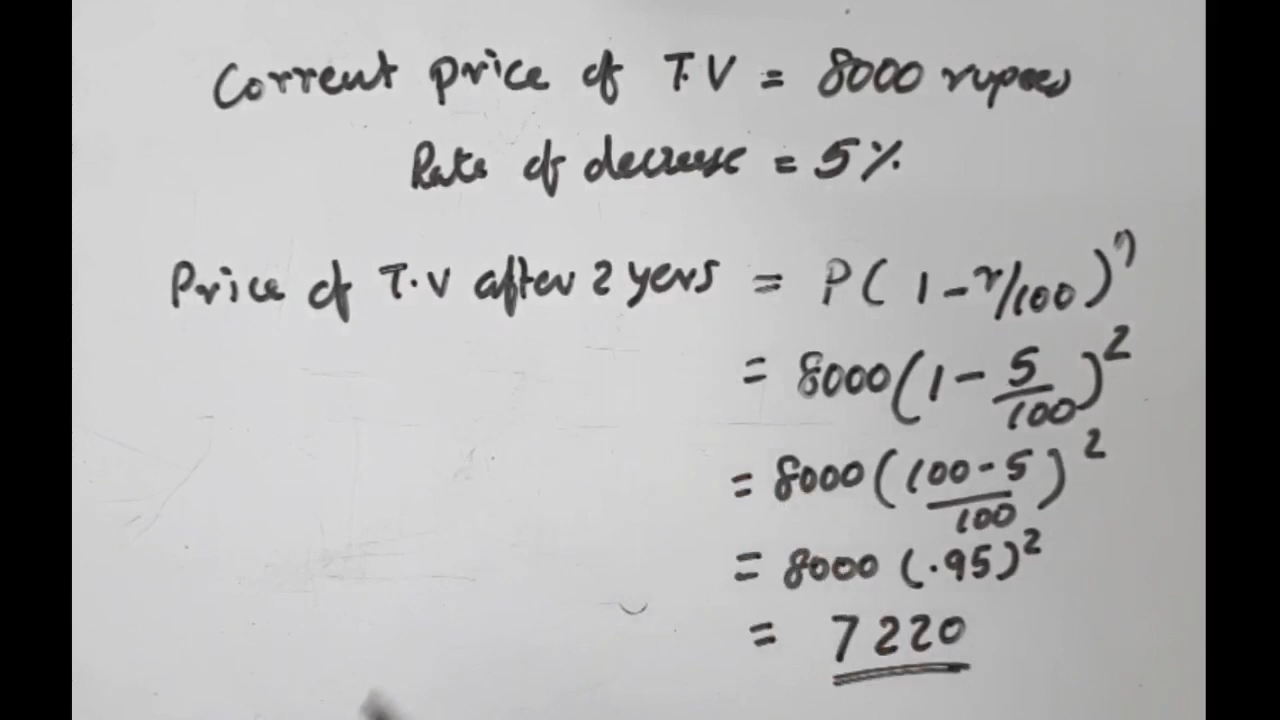 Corrent price of T.V = 8000 rupees
Rate of decrease = 5%
Price of T.V after 2 yers = P(1-r/100)^n
= 8000(1 - 5/100)^2
= 8000(100-5/100)^2
= 8000 (.95)^2
= 7220